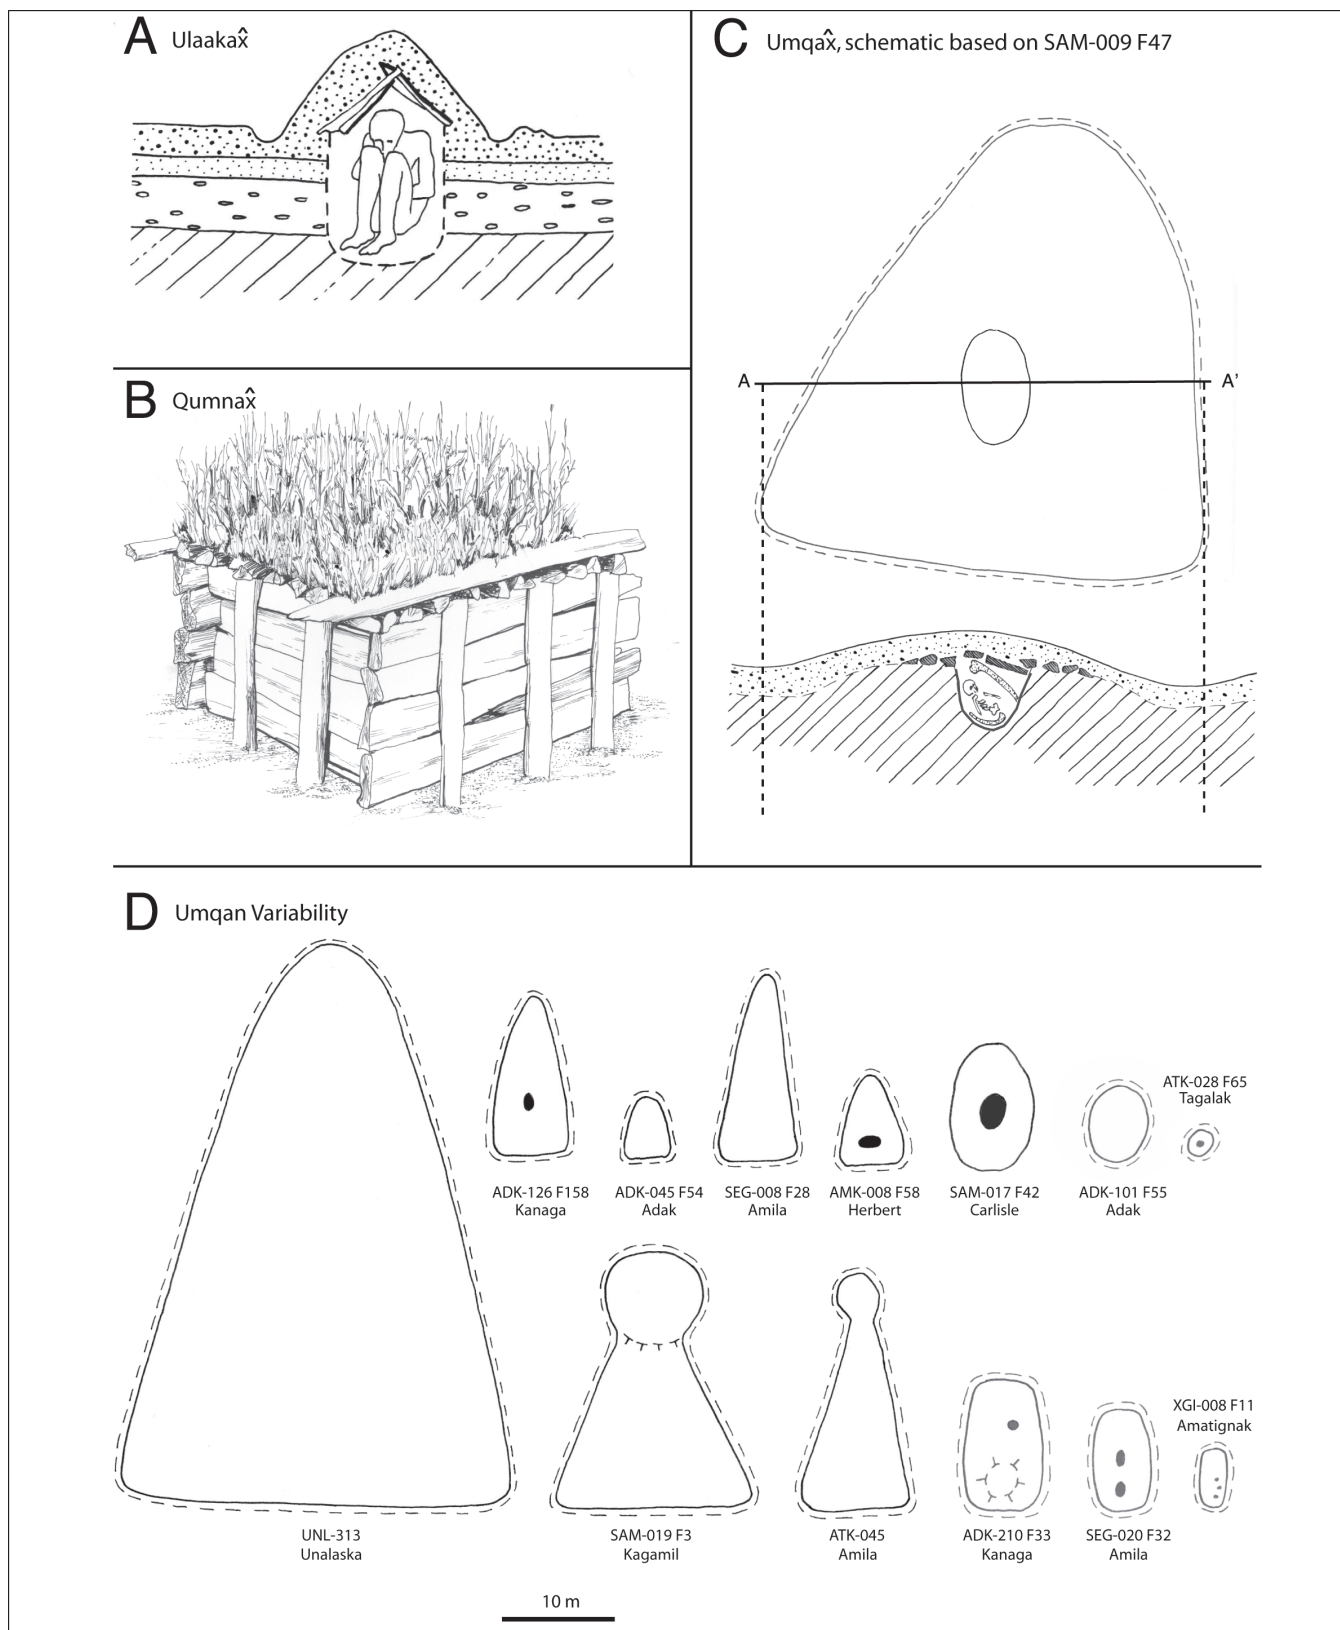 A Ulaakax̂
B Qumnax̂
C Umqax̂, schematic based on SAM-009 F47
A
A’
D Umqan Variability
ATK-028 F65
Tagalak
ADK-126 F158
Kanaga
ADK-045 F54
Adak
SEG-008 F28
Amila
AMK-008 F58
Herbert
SAM-017 F42
Carlisle
ADK-101 F55
Adak
XGI-008 F11
Amatignak
UNL-313
Unalaska
SAM-019 F3
Kagamil
ATK-045
Amila
ADK-210 F33
Kanaga
SEG-020 F32
Amila
10 m